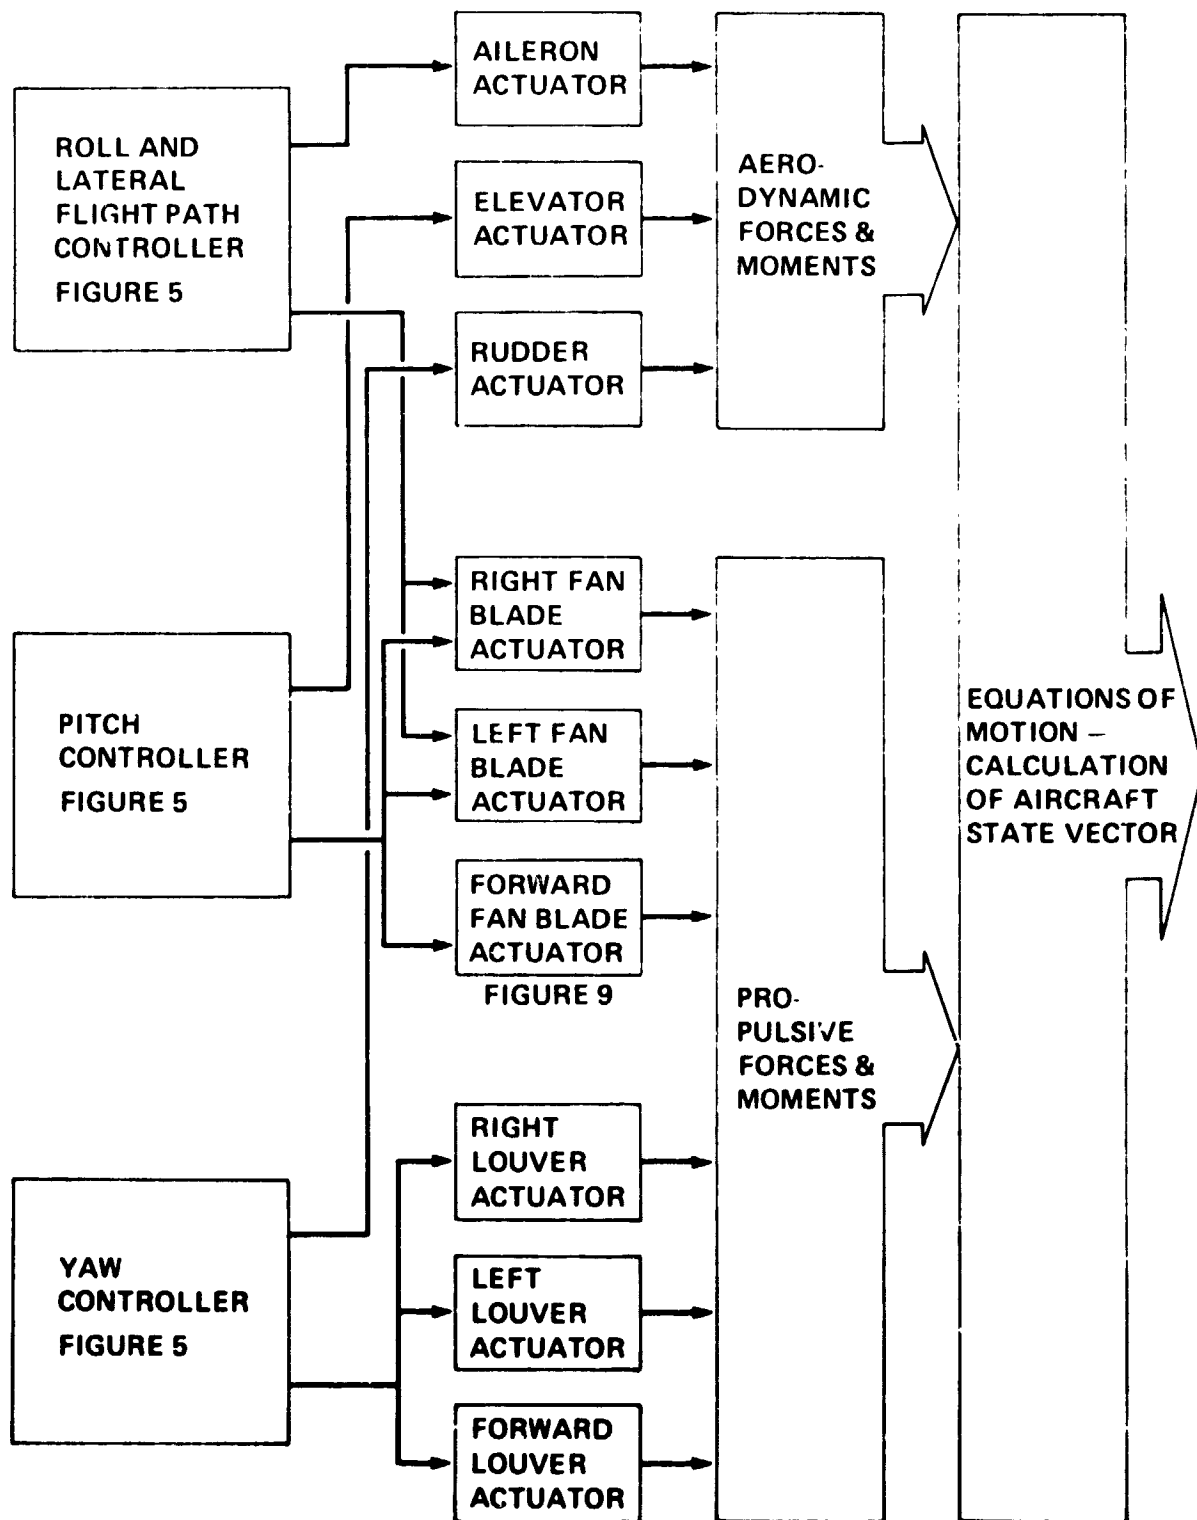 ROLL AND
LATERAL
FLIGHT PATH
CONTROLLER
FIGURE 5
PITCH
CONTROLLER
FIGURE 5
YAW
CONTROLLER
FIGURE 5
AILERON
ACTUATOR
ELEVATOR
ACTUATOR
RUDDER
ACTUATOR
RIGHT FAN
BLADE
ACTUATOR
LEFT FAN
BLADE
ACTUATOR
FORWARD
FAN BLADE
ACTUATOR
FIGURE 9
RIGHT
LOUVER
ACTUATOR
LEFT
LOUVER
ACTUATOR
FORWARD
LOUVER
ACTUATOR
AERO-
DYNAMIC
FORCES &
MOMENTS
PRO-
PULSIVE
FORCES &
MOMENTS
EQUATIONS OF
MOTION –
CALCULATION
OF AIRCRAFT
STATE VECTOR